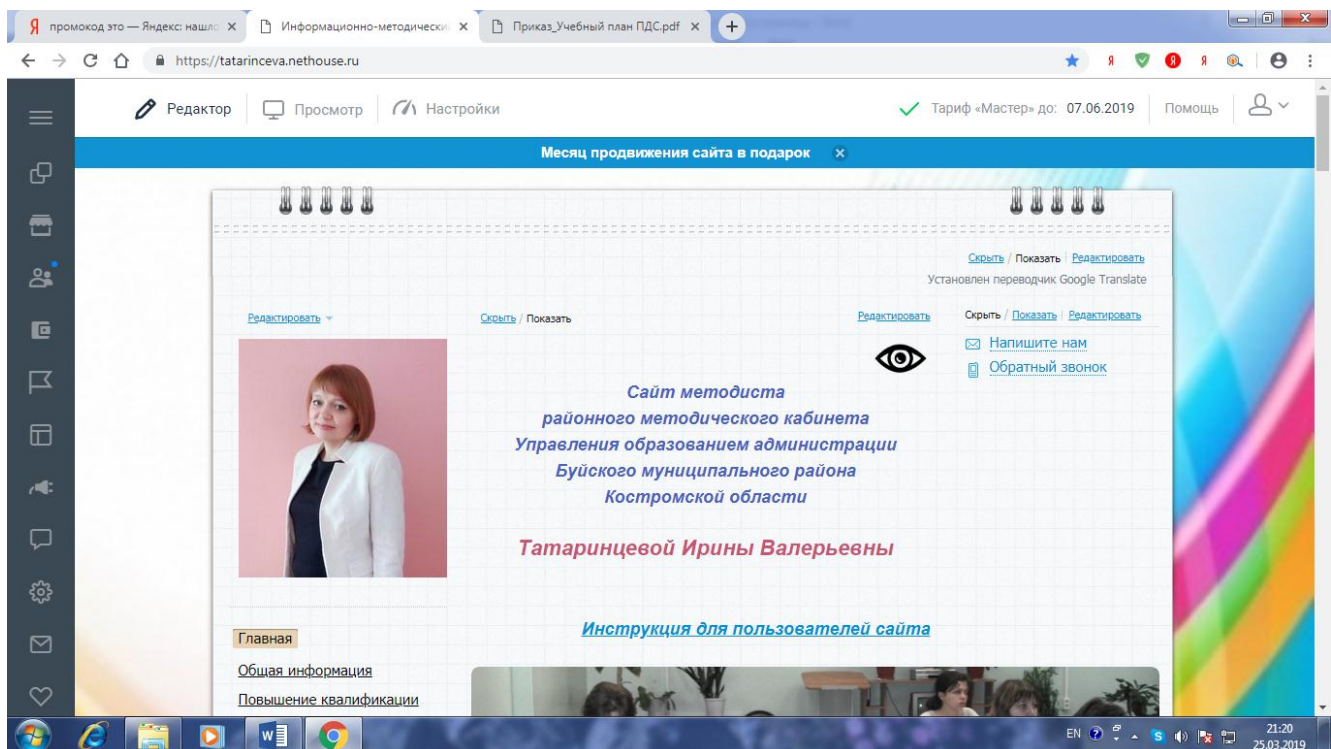 промокод это — Яндекс: нашло
Информационно-методически
Приказ_Учебный план ПДС.pdf
https://tatarinceva.nethouse.ru
Редактор
Просмотр
Настройки
Тариф «Мастер» до: 07.06.2019
Помощь
Месяц продвижения сайта в подарок
Скрыть / Показать | Редактировать
Установлен переводчик Google Translate
Редактировать
Скрыть / Показать
Редактировать
Скрыть / Показать | Редактировать
Напишите нам
Обратный звонок
Сайт методиста
районного методического кабинета
Управления образованием администрации
Буйского муниципального района
Костромской области
Татаринцевой Ирины Валерьевны
Инструкция для пользователей сайта
Главная
Общая информация
Повышение квалификации
EN
21:20
25.03.2019